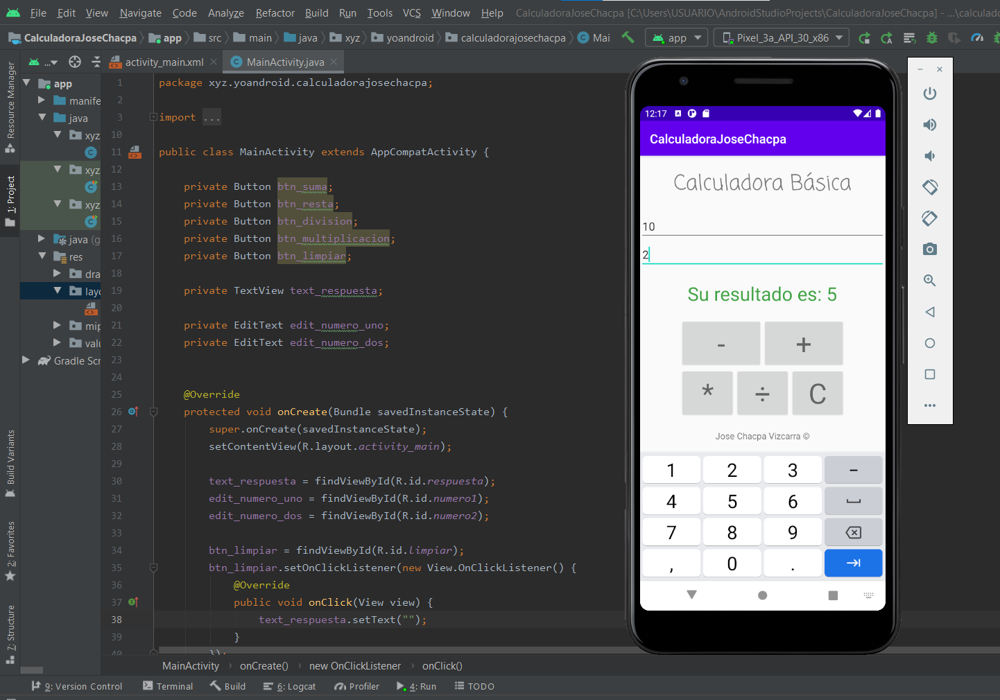 File Edit View Navigate Code Analyze Refactor Build Run Tools VCS Window Help CalculadoraJoseChacpa [C:\Users\USUARIO\AndroidStudioProjects\CalculadoraJoseChacpa] - ...\calculado
CalculadoraJoseChacpa app src main java xyz yoandroid calculadorajosechacpa Mai app Pixel_3a_API_30_x86
... activity_main.xml MainActivity.java
Resource Manager
1: Project
Build Variants
2: Favorites
7: Structure
app
manife
java
xyz
xyz
xyz
java (g
res
dra
layo
mip
valu
Gradle Scr
1 package xyz.yoandroid.calculadorajosechacpa;
2
3 import ...
10
11 public class MainActivity extends AppCompatActivity {
12
13 private Button btn_suma;
14 private Button btn_resta;
15 private Button btn_division;
16 private Button btn_multiplicacion;
17 private Button btn_limpiar;
18
19 private TextView text_respuesta;
20
21 private EditText edit_numero_uno;
22 private EditText edit_numero_dos;
23
24
25 @Override
26 protected void onCreate(Bundle savedInstanceState) {
27 super.onCreate(savedInstanceState);
28 setContentView(R.layout.activity_main);
29
30 text_respuesta = findViewById(R.id.respuesta);
31 edit_numero_uno = findViewById(R.id.numero1);
32 edit_numero_dos = findViewById(R.id.numero2);
33
34 btn_limpiar = findViewById(R.id.limpiar);
35 btn_limpiar.setOnClickListener(new View.OnClickListener() {
36 @Override
37 public void onClick(View view) {
38 text_respuesta.setText("");
39 }
40 });
12:17
CalculadoraJoseChacpa
Calculadora Básica
10
2
Su resultado es: 5
- +
* ÷ C
Jose Chacpa Vizcarra ©
1 2 3 −
4 5 6
7 8 9
, 0 .
MainActivity › onCreate() › new OnClickListener › onClick()
9: Version Control Terminal Build 6: Logcat Profiler 4: Run TODO